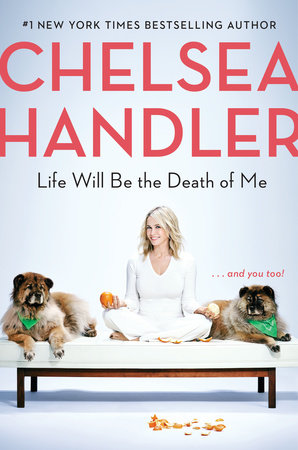 #1 NEW YORK TIMES BESTSELLING AUTHOR
CHELSEA
HANDLER
Life Will Be the Death of Me
. . . and you too!